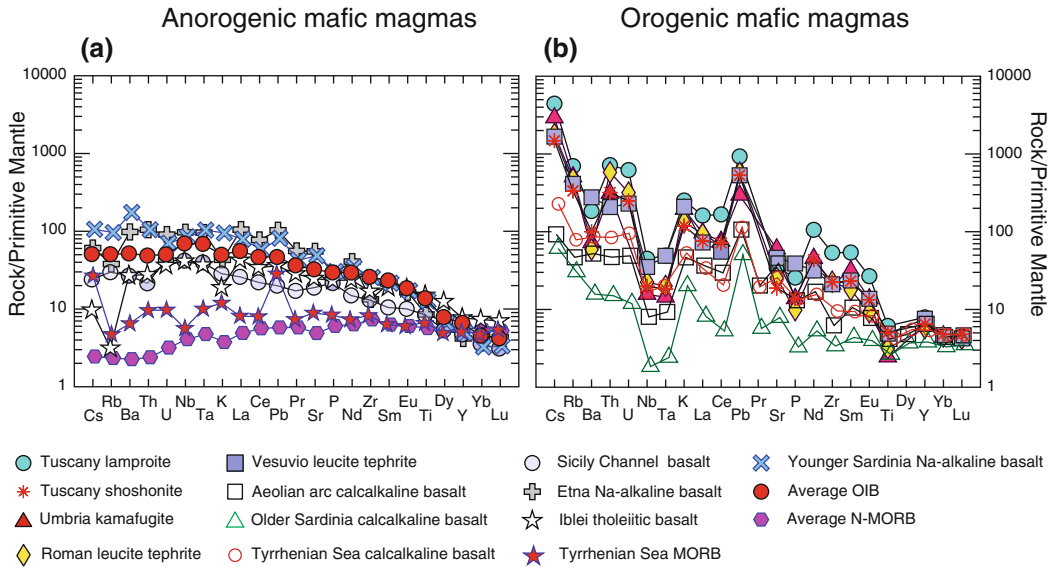 Anorogenic mafic magmas
Orogenic mafic magmas
(a)
(b)
10000
1000
100
10
1
Rock/Primitive Mantle
10000
1000
100
10
1
Rock/Primitive Mantle
Cs Rb Ba Th U Nb Ta K La Ce Pb Pr Sr P Nd Zr Sm Eu Ti Dy Y Yb Lu
Cs Rb Ba Th U Nb Ta K La Ce Pb Pr Sr P Nd Zr Sm Eu Ti Dy Y Yb Lu
Tuscany lamproite
Vesuvio leucite tephrite
Sicily Channel basalt
Younger Sardinia Na-alkaline basalt
Tuscany shoshonite
Aeolian arc calcalkaline basalt
Etna Na-alkaline basalt
Average OIB
Umbria kamafugite
Older Sardinia calcalkaline basalt
Iblei tholeiitic basalt
Average N-MORB
Roman leucite tephrite
Tyrrhenian Sea calcalkaline basalt
Tyrrhenian Sea MORB